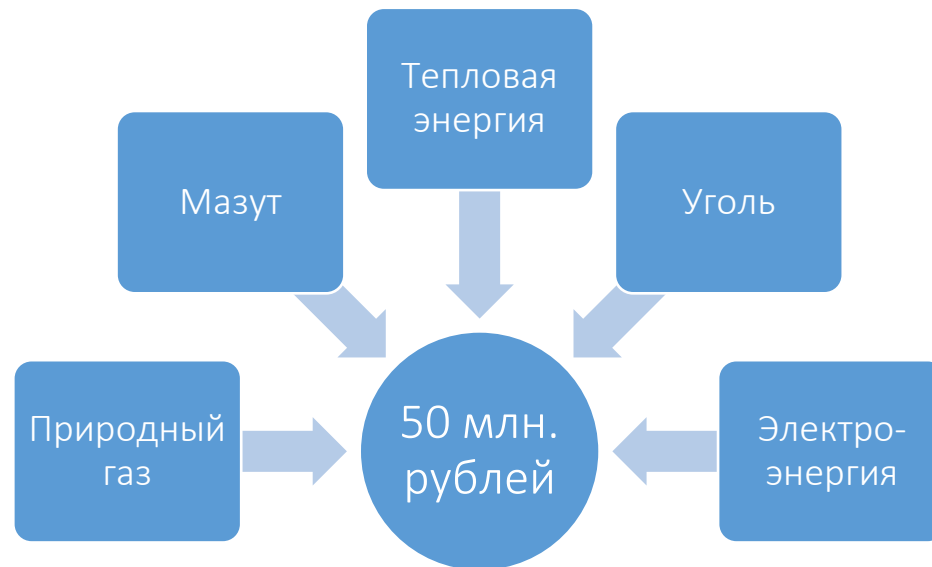 Тепловая
энергия
Мазут
Уголь
Природный
газ
50 млн.
рублей
Электро-
энергия